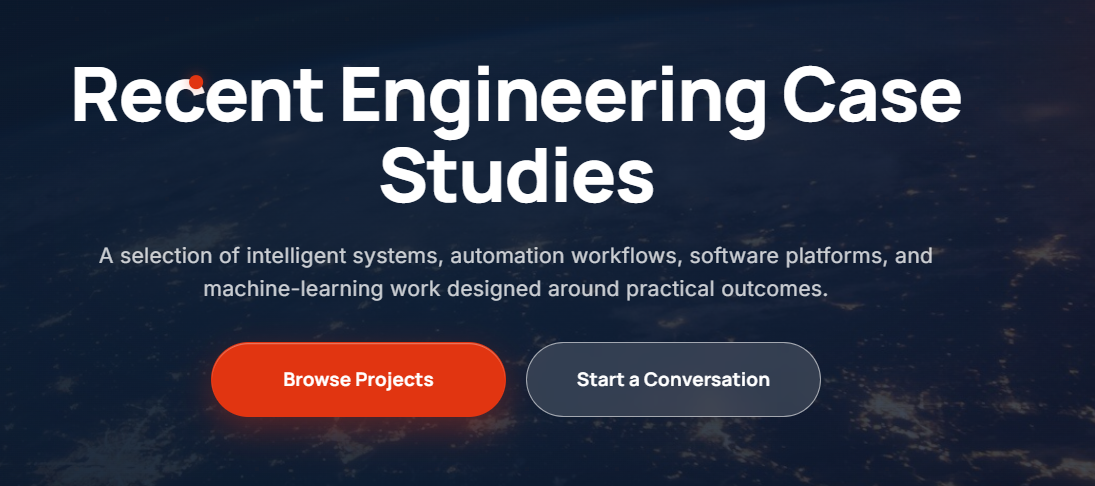 Recent Engineering Case
Studies
A selection of intelligent systems, automation workflows, software platforms, and
machine-learning work designed around practical outcomes.
Browse Projects
Start a Conversation